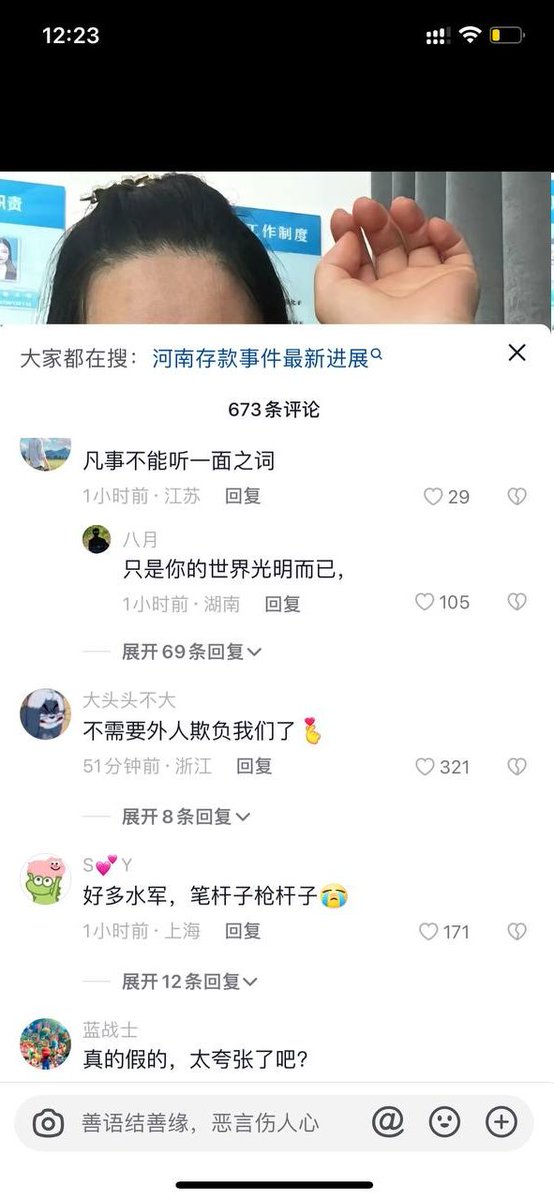 12:23
职责
工作制度
大家都在搜：河南存款事件最新进展
673条评论
凡事不能听一面之词
1小时前·江苏 回复 29
八月
只是你的世界光明而已，
1小时前·湖南 回复 105
展开69条回复
大头头不大
不需要外人欺负我们了
51分钟前·浙江 回复 321
展开8条回复
S💕Y
好多水军，笔杆子枪杆子😭
1小时前·上海 回复 171
展开12条回复
蓝战士
真的假的，太夸张了吧？
善语结善缘，恶言伤人心